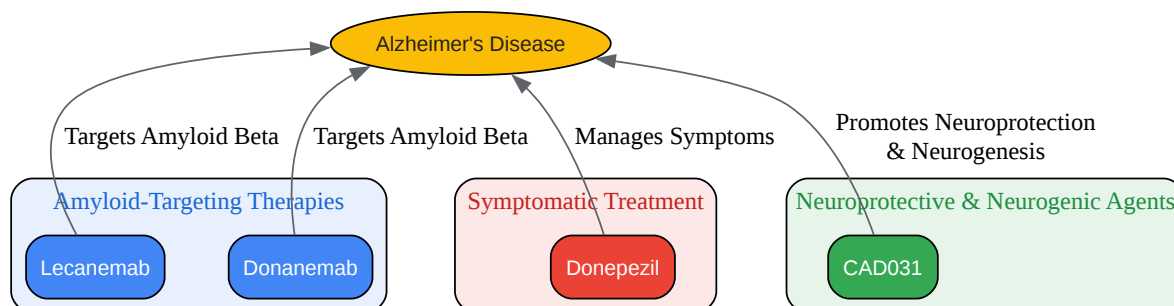 Alzheimer's Disease
Targets Amyloid Beta
Targets Amyloid Beta
Manages Symptoms
Promotes Neuroprotection
& Neurogenesis
Amyloid-Targeting Therapies
Symptomatic Treatment
Neuroprotective & Neurogenic Agents
Lecanemab
Donanemab
Donepezil
CAD031